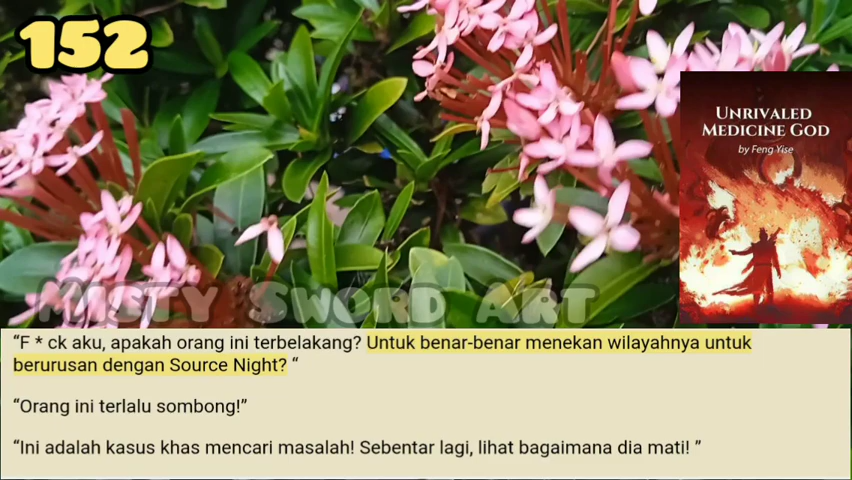 152
UNRIVALED
MEDICINE GOD
by Feng Yise
MISTY SWORD ART
“F * ck aku, apakah orang ini terbelakang? Untuk benar-benar menekan wilayahnya untuk
berurusan dengan Source Night? “
“Orang ini terlalu sombong!”
“Ini adalah kasus khas mencari masalah! Sebentar lagi, lihat bagaimana dia mati! ”